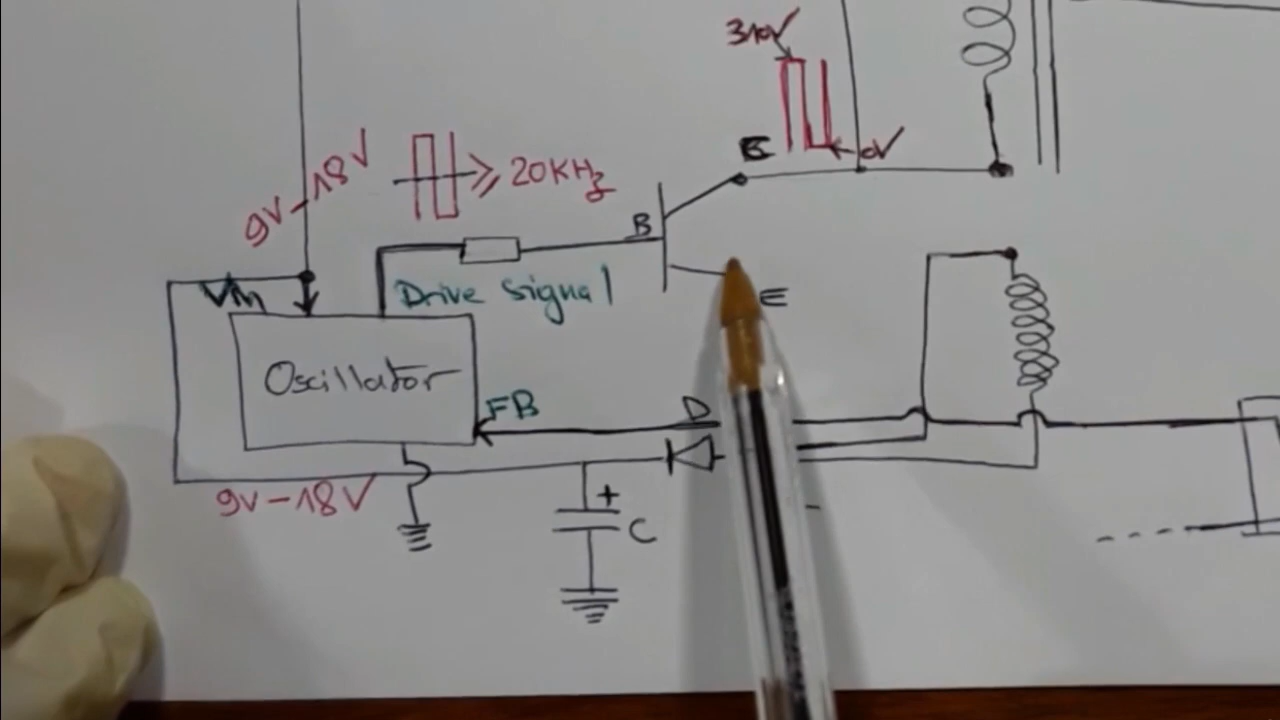 310V
0V
9V-18V
≥ 20KHz
B
Drive signal
E
Vin
Oscillator
FB
D
9V-18V
+
C